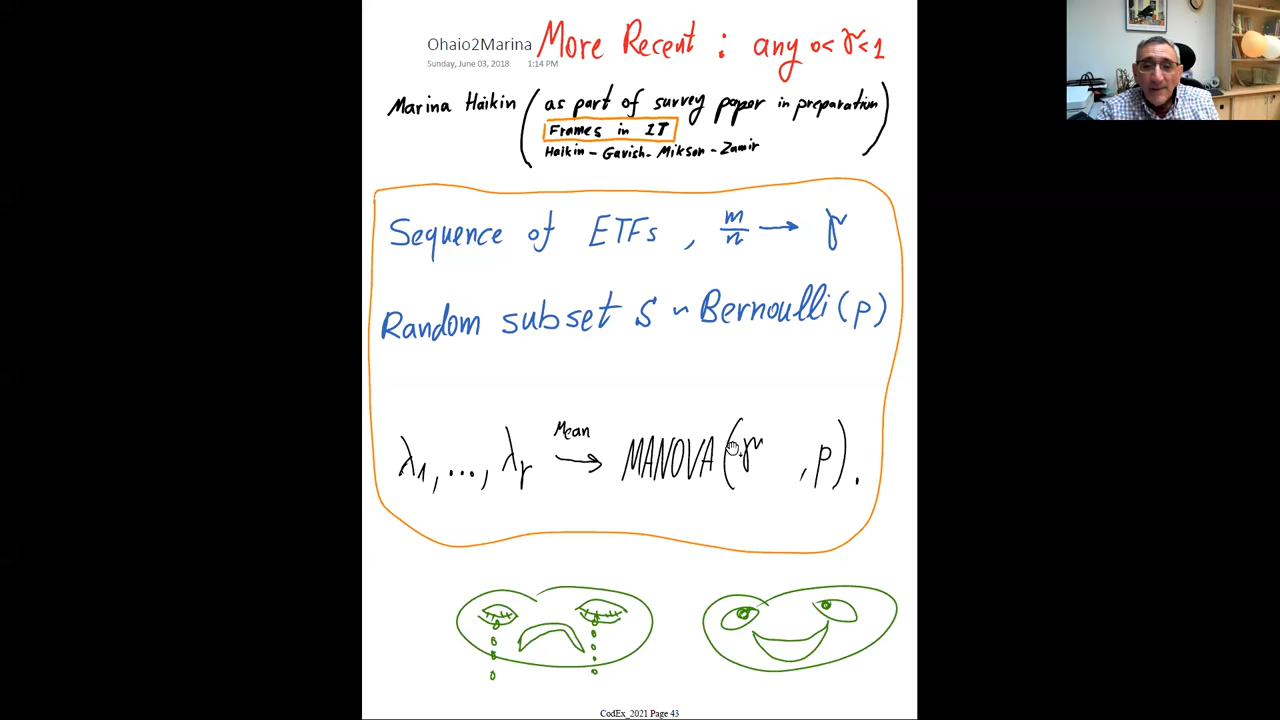 More Recent : any 0< γ <1
Ohaio2Marina
Sunday, June 03, 2018 1:14 PM
Marina Haikin ( as part of survey paper in preparation
Frames in IT
Haikin - Gavish - Mikson - Zamir )
Sequence of ETFs , m/n → γ
Random subset S ~ Bernoulli (p)
λ1, ..., λr Mean → MANOVA (γ , p) .
CodEx_2021 Page 43